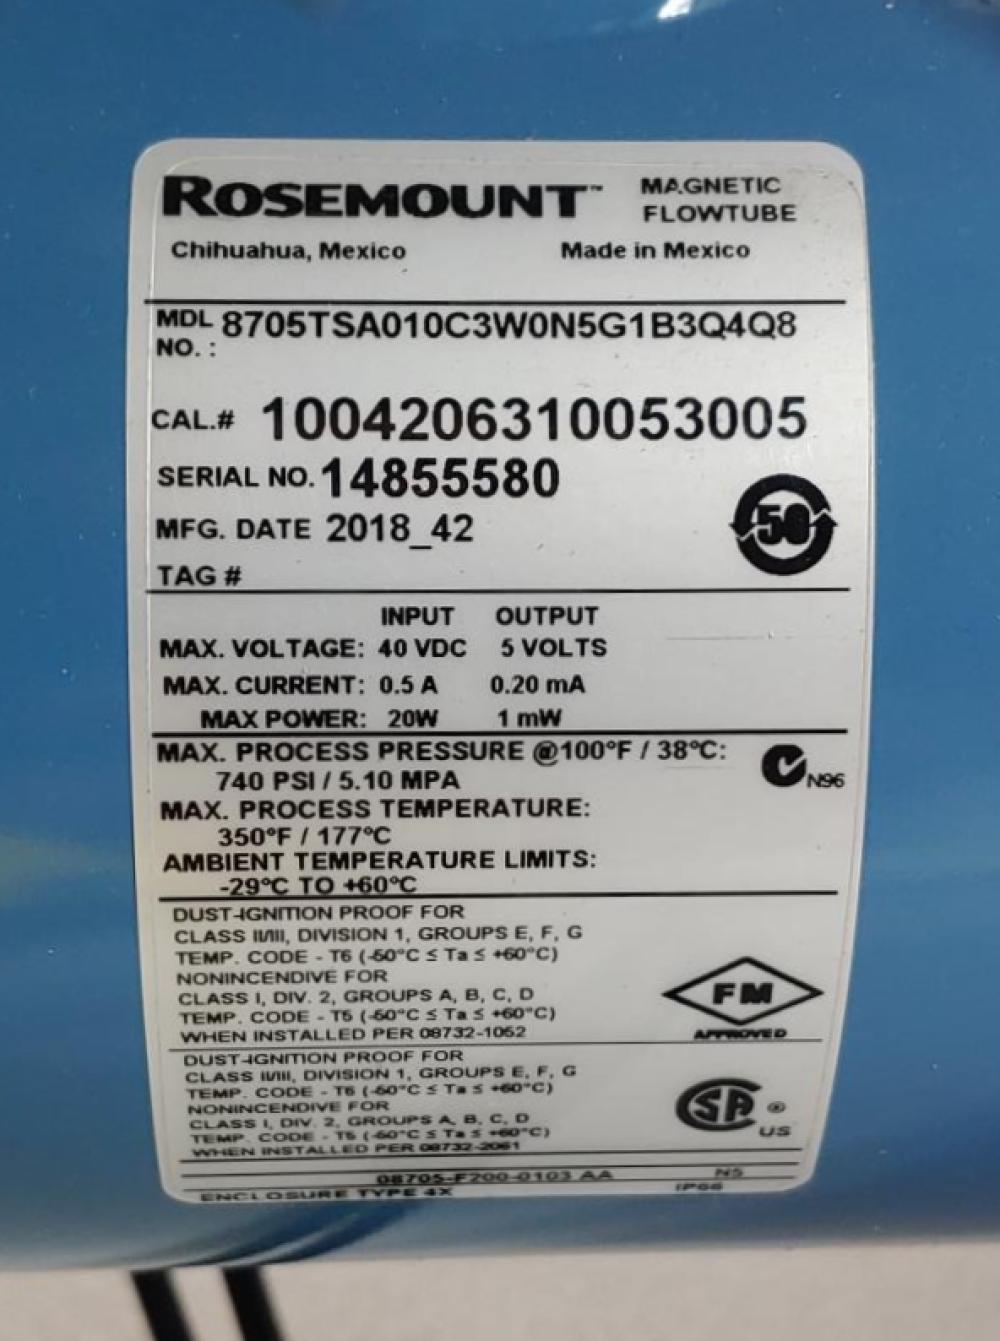 ROSEMOUNT™ MAGNETIC FLOWTUBE
Chihuahua, Mexico Made in Mexico
MDL NO. : 8705TSA010C3W0N5G1B3Q4Q8
CAL.# 1004206310053005
SERIAL NO. 14855580
MFG. DATE 2018_42
50
TAG #
INPUT OUTPUT
MAX. VOLTAGE: 40 VDC 5 VOLTS
MAX. CURRENT: 0.5 A 0.20 mA
MAX POWER: 20W 1 mW
MAX. PROCESS PRESSURE @100°F / 38°C:
740 PSI / 5.10 MPA
N96
MAX. PROCESS TEMPERATURE:
350°F / 177°C
AMBIENT TEMPERATURE LIMITS:
-29°C TO +60°C
DUST-IGNITION PROOF FOR
CLASS II/III, DIVISION 1, GROUPS E, F, G
TEMP. CODE - T6 (-50°C ≤ Ta ≤ +60°C)
NONINCENDIVE FOR
CLASS I, DIV. 2, GROUPS A, B, C, D
TEMP. CODE - T5 (-50°C ≤ Ta ≤ +60°C)
WHEN INSTALLED PER 08732-1052
FM
APPROVED
DUST-IGNITION PROOF FOR
CLASS II/III, DIVISION 1, GROUPS E, F, G
TEMP. CODE - T6 (-50°C ≤ Ta ≤ +60°C)
NONINCENDIVE FOR
CLASS I, DIV. 2, GROUPS A, B, C, D
TEMP. CODE - T5 (-50°C ≤ Ta ≤ +60°C)
WHEN INSTALLED PER 08732-2061
SA ®
US
08705-F200-0103 AA N5
ENCLOSURE TYPE 4X IP66